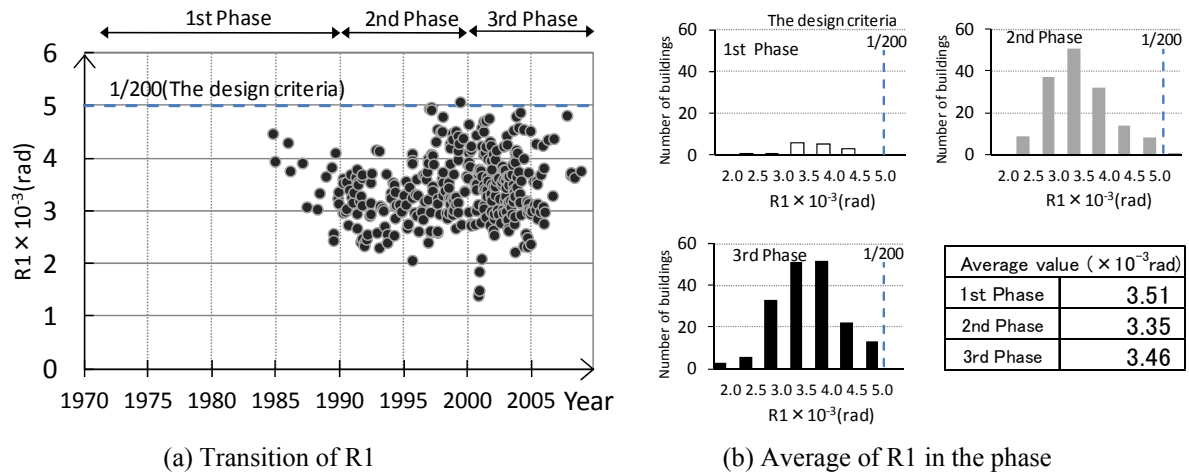 1st Phase 2nd Phase 3rd Phase
6
5
4
3
2
1
0
1/200(The design criteria)
R1×10-3(rad)
1970 1975 1980 1985 1990 1995 2000 2005 Year
(a) Transition of R1
The design criteria
1st Phase 1/200
60
40
20
0
Number of buildings
2.0 2.5 3.0 3.5 4.0 4.5 5.0
R1×10-3(rad)
2nd Phase 1/200
60
40
20
0
Number of buildings
2.0 2.5 3.0 3.5 4.0 4.5 5.0
R1×10-3(rad)
3rd Phase 1/200
60
40
20
0
Number of buildings
2.0 2.5 3.0 3.5 4.0 4.5 5.0
R1×10-3(rad)
Average value (×10-3rad)
1st Phase 3.51
2nd Phase 3.35
3rd Phase 3.46
(b) Average of R1 in the phase